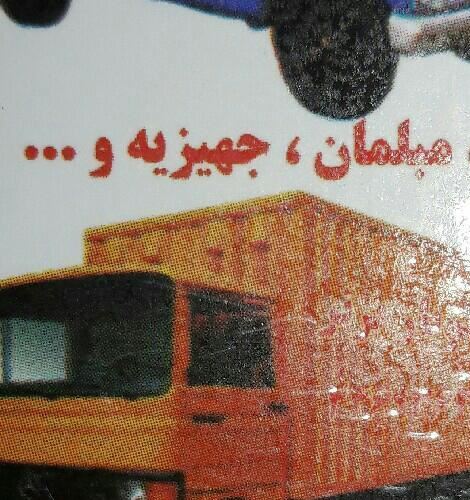 ، مبلمان ، جهیزیه و ...